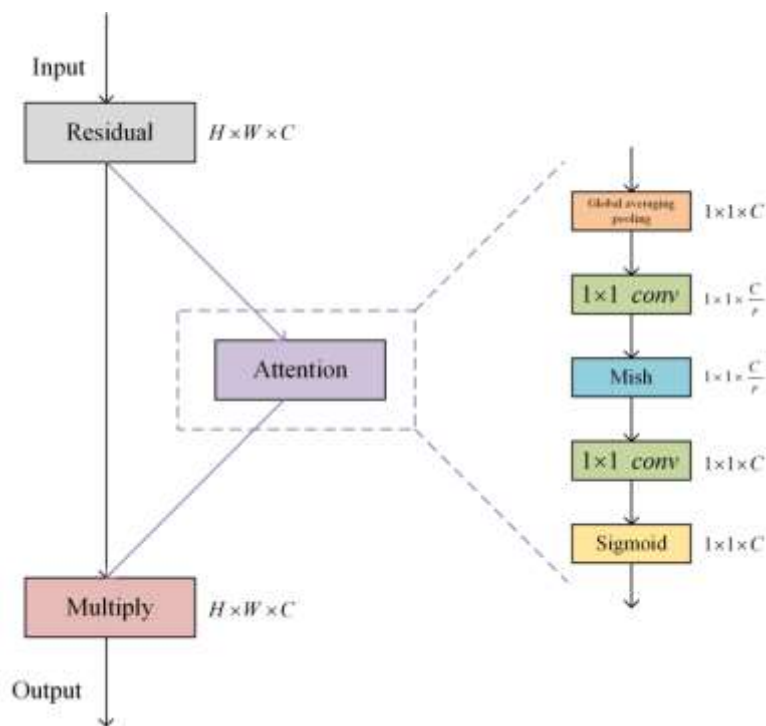 Input
Residual
H×W×C
Attention
Multiply
H×W×C
Output
Global averaging
pooling
1×1×C
1×1 conv
1×1×C/r
Mish
1×1×C/r
1×1 conv
1×1×C
Sigmoid
1×1×C